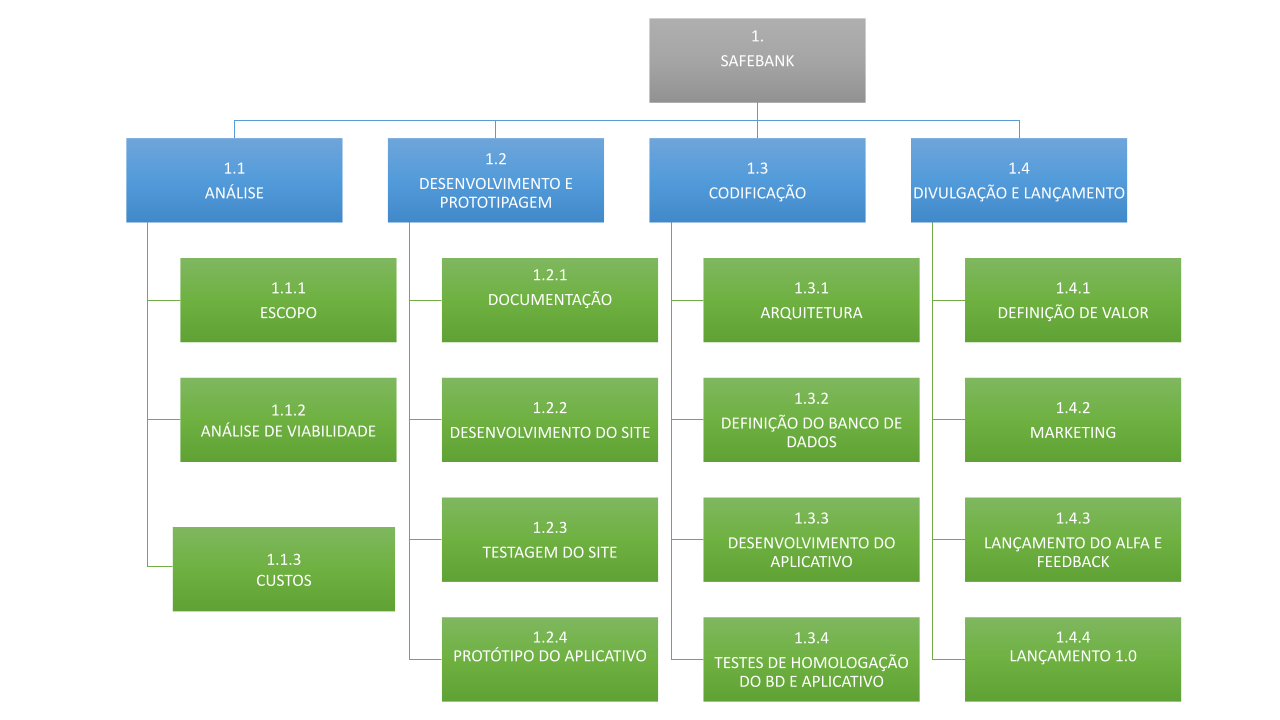 1.
SAFEBANK
1.1
ANÁLISE
1.2
DESENVOLVIMENTO E
PROTOTIPAGEM
1.3
CODIFICAÇÃO
1.4
DIVULGAÇÃO E LANÇAMENTO
1.1.1
ESCOPO
1.1.2
ANÁLISE DE VIABILIDADE
1.1.3
CUSTOS
1.2.1
DOCUMENTAÇÃO
1.2.2
DESENVOLVIMENTO DO SITE
1.2.3
TESTAGEM DO SITE
1.2.4
PROTÓTIPO DO APLICATIVO
1.3.1
ARQUITETURA
1.3.2
DEFINIÇÃO DO BANCO DE
DADOS
1.3.3
DESENVOLVIMENTO DO
APLICATIVO
1.3.4
TESTES DE HOMOLOGAÇÃO
DO BD E APLICATIVO
1.4.1
DEFINIÇÃO DE VALOR
1.4.2
MARKETING
1.4.3
LANÇAMENTO DO ALFA E
FEEDBACK
1.4.4
LANÇAMENTO 1.0